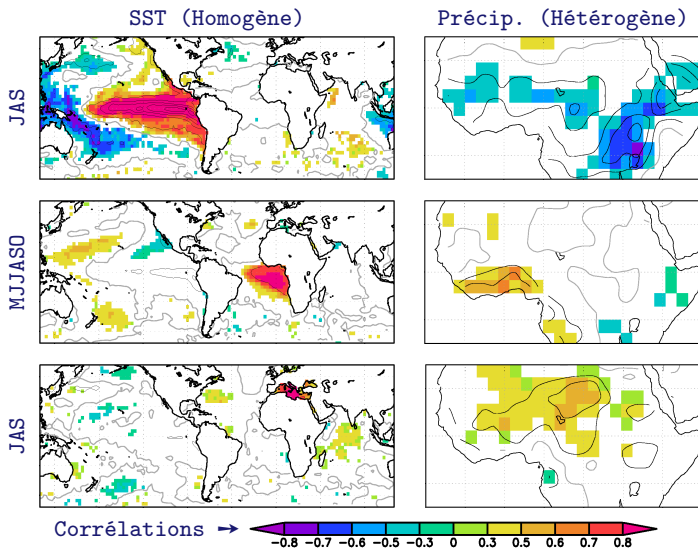 SST (Homogène)
Précip. (Hétérogène)
JAS
MJJASO
JAS
Corrélations →
-0.8 -0.7 -0.6 -0.5 -0.3 0 0.3 0.5 0.6 0.7 0.8